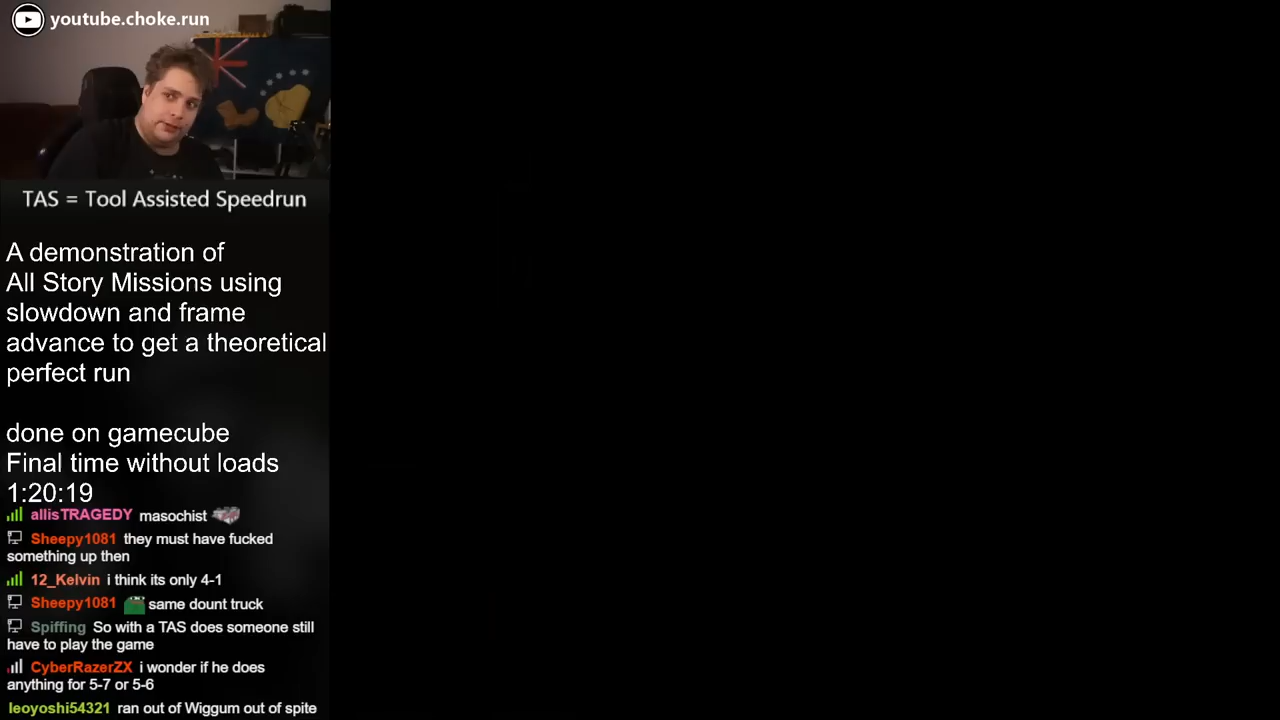 youtube.choke.run
TAS = Tool Assisted Speedrun
A demonstration of
All Story Missions using
slowdown and frame
advance to get a theoretical
perfect run
done on gamecube
Final time without loads
1:20:19
allisTRAGEDY masochist
Sheepy1081 they must have fucked
something up then
12_Kelvin i think its only 4-1
Sheepy1081 same dount truck
Spiffing So with a TAS does someone still
have to play the game
CyberRazerZX i wonder if he does
anything for 5-7 or 5-6
leoyoshi54321 ran out of Wiggum out of spite